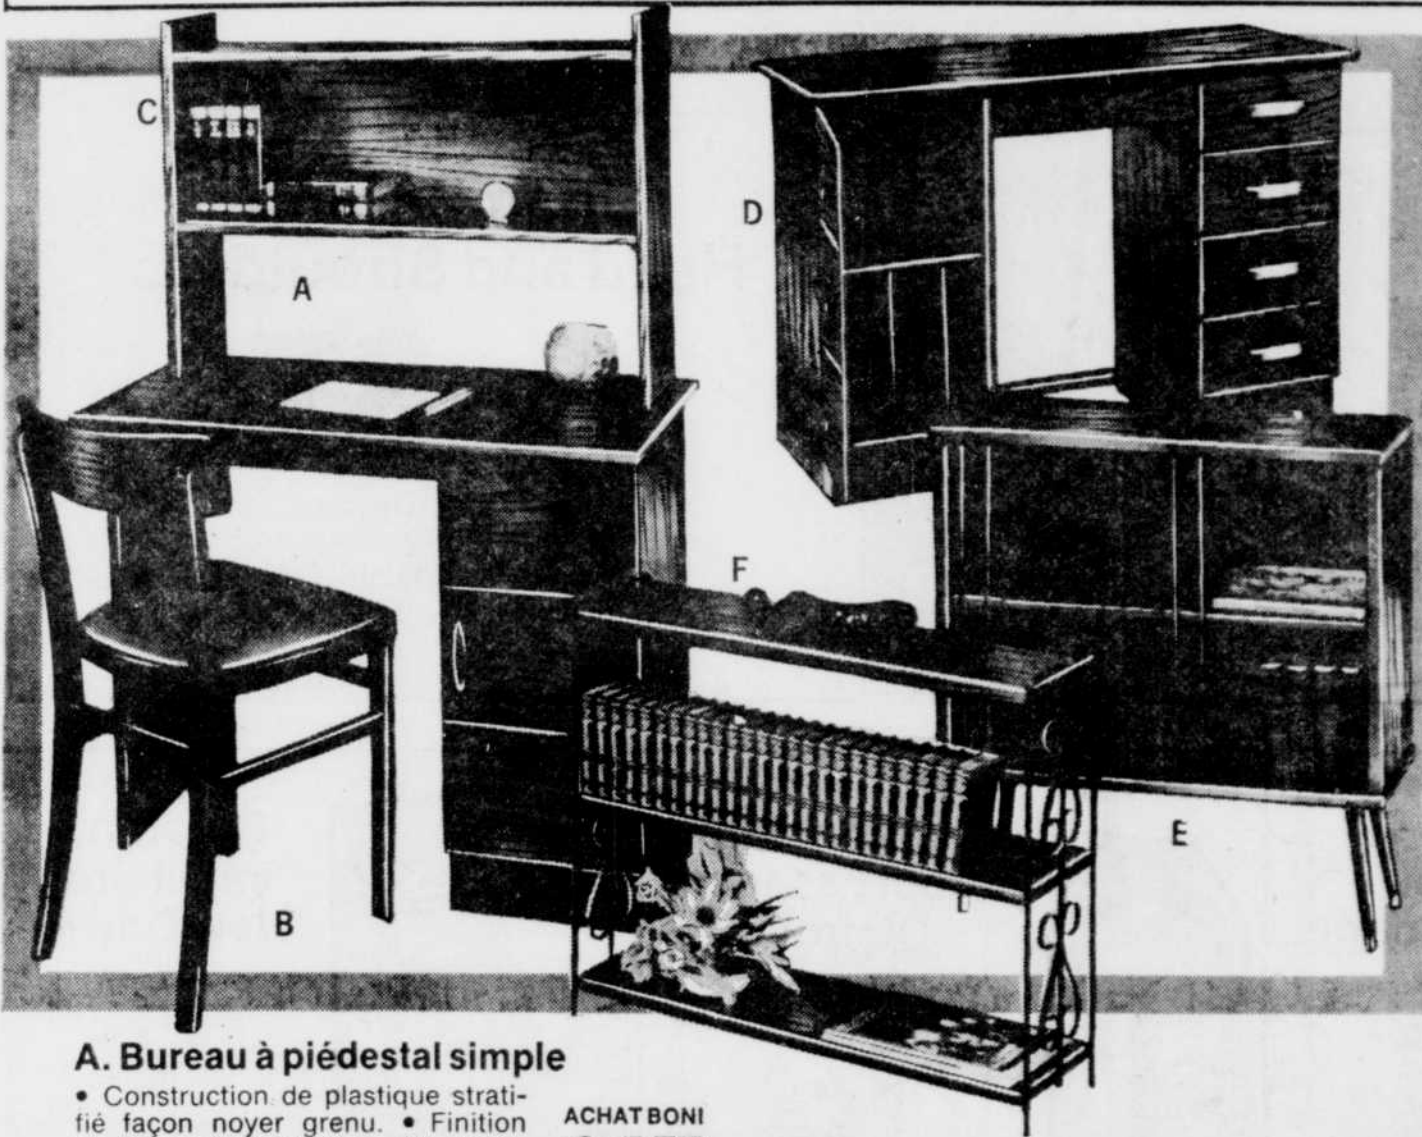 C
D
A
F
E
B
A. Bureau à piédestal simple
• Construction de plastique strati-
fié façon noyer grenu. • Finition
ACHAT BONI